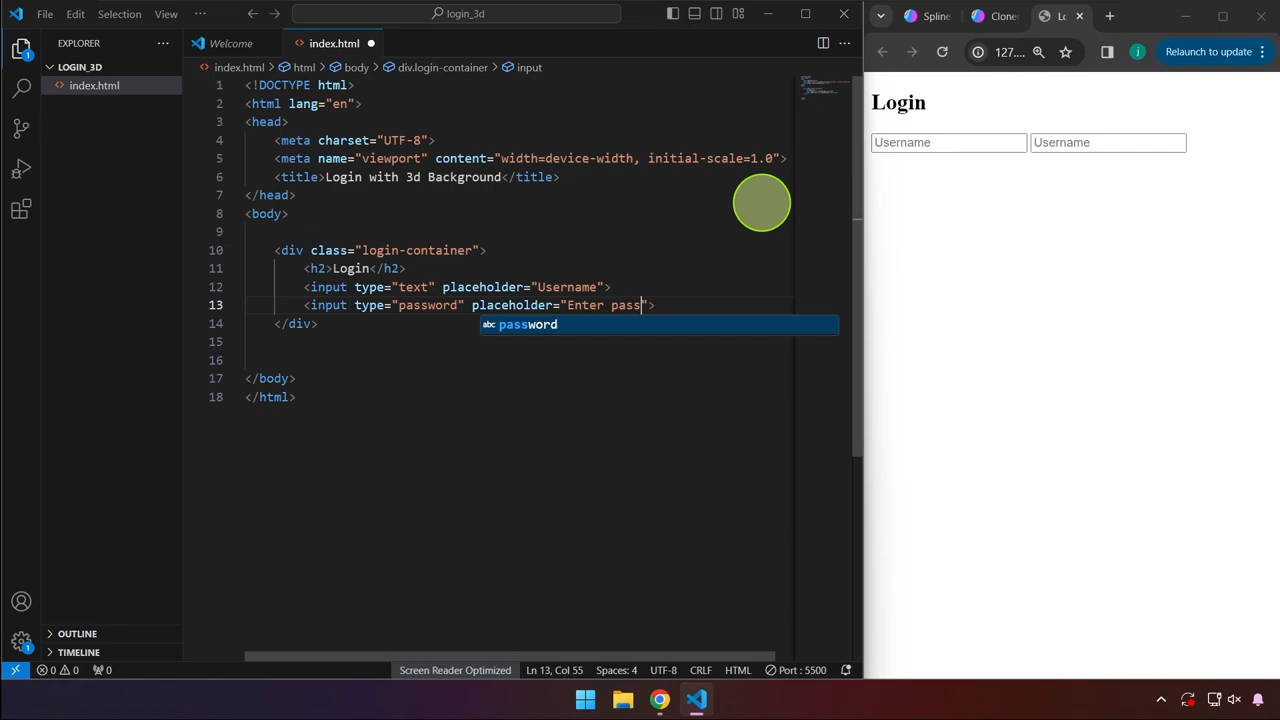 File Edit Selection View ··· login_3d
EXPLORER ···
LOGIN_3D
index.html
1
Welcome
index.html
index.html > html > body > div.login-container > input
1 <!DOCTYPE html>
2 <html lang="en">
3 <head>
4 <meta charset="UTF-8">
5 <meta name="viewport" content="width=device-width, initial-scale=1.0">
6 <title>Login with 3d Background</title>
7 </head>
8 <body>
9
10 <div class="login-container">
11 <h2>Login</h2>
12 <input type="text" placeholder="Username">
13 <input type="password" placeholder="Enter pass">
abc password
14 </div>
15
16
17 </body>
18 </html>
OUTLINE
TIMELINE
1
0 0 0 Screen Reader Optimized Ln 13, Col 55 Spaces: 4 UTF-8 CRLF HTML Port : 5500
Spline Clone Lo
127.... j Relaunch to update
Login
Username Username